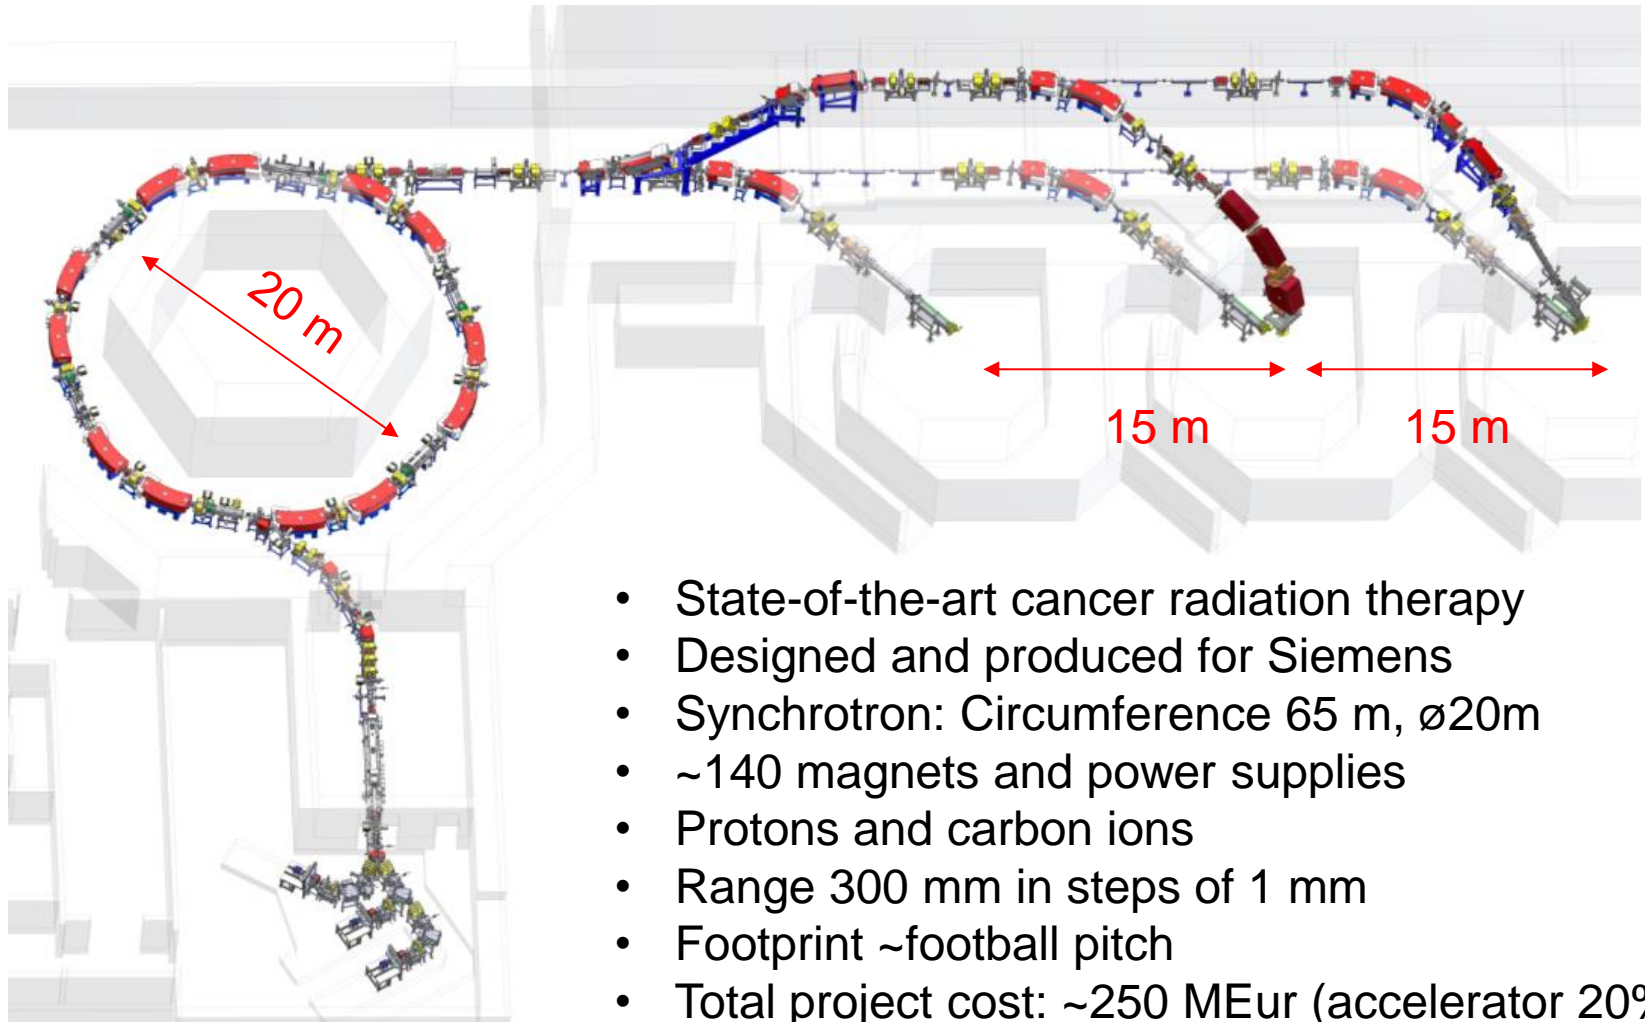 20 m
15 m
15 m
• State-of-the-art cancer radiation therapy
• Designed and produced for Siemens
• Synchrotron: Circumference 65 m, ø20m
• ~140 magnets and power supplies
• Protons and carbon ions
• Range 300 mm in steps of 1 mm
• Footprint ~football pitch
• Total project cost: ~250 MEur (accelerator 20%